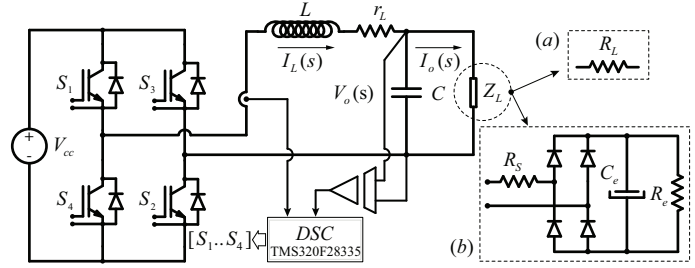 L
r_L
I_L(s)
I_o(s)
(a)
R_L
S_1
S_3
V_o(s)
C
Z_L
V_cc
+
-
S_4
S_2
R_S
C_e
R_e
[S_1..S_4]
DSC
TMS320F28335
(b)